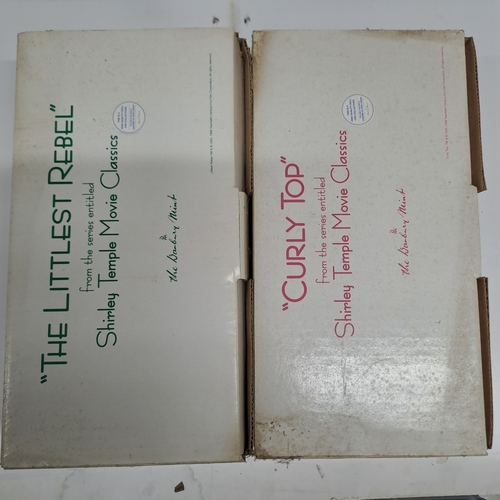 "THE LITTLEST REBEL"
from the series entitled
Shirley Temple Movie Classics
the Danbury Mint
"CURLY TOP"
from the series entitled
Shirley Temple Movie Classics
the Danbury Mint